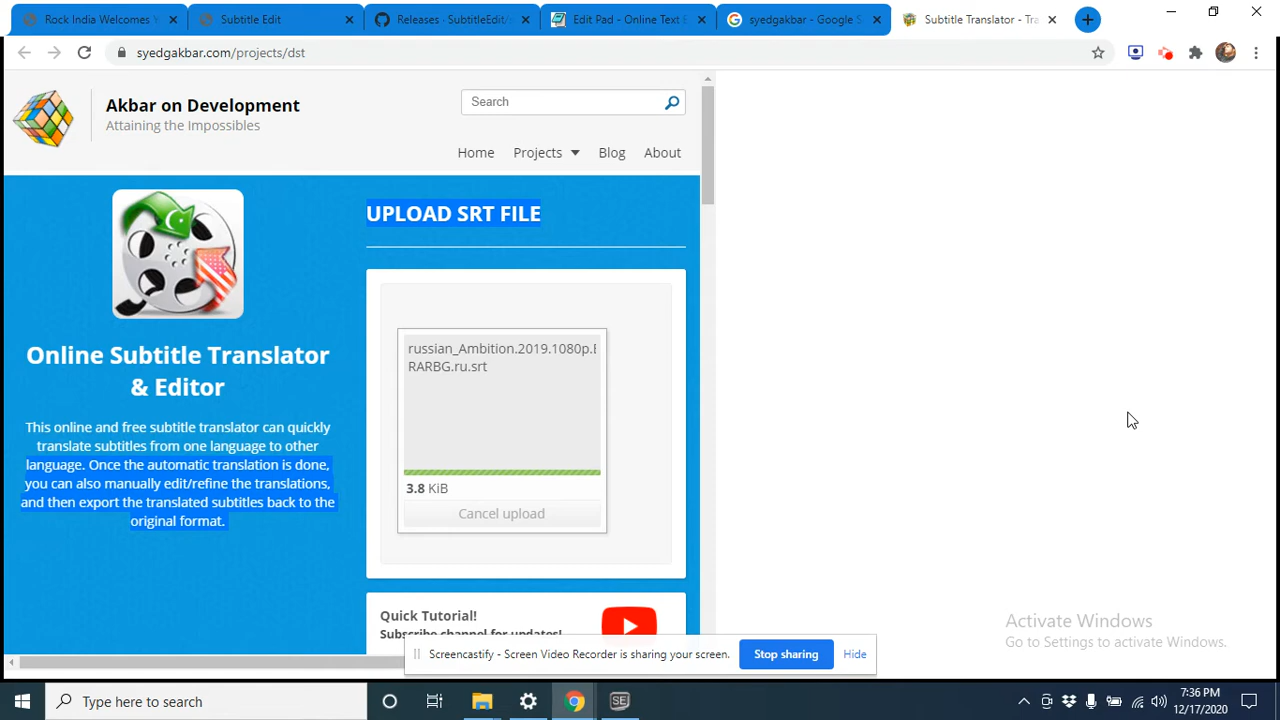 Rock India Welcomes Y
Subtitle Edit
Releases · SubtitleEdit/s
Edit Pad - Online Text E
syedgakbar - Google S
Subtitle Translator - Tra
syedgakbar.com/projects/dst
Akbar on Development
Attaining the Impossibles
Search
Home
Projects
Blog
About
UPLOAD SRT FILE
Online Subtitle Translator
& Editor
This online and free subtitle translator can quickly
translate subtitles from one language to other
language. Once the automatic translation is done,
you can also manually edit/refine the translations,
and then export the translated subtitles back to the
original format.
russian_Ambition.2019.1080p.B
RARBG.ru.srt
3.8 KiB
Cancel upload
Quick Tutorial!
Subscribe channel for updates!
Screencastify - Screen Video Recorder is sharing your screen.
Stop sharing
Hide
Activate Windows
Go to Settings to activate Windows.
Type here to search
SE
7:36 PM
12/17/2020